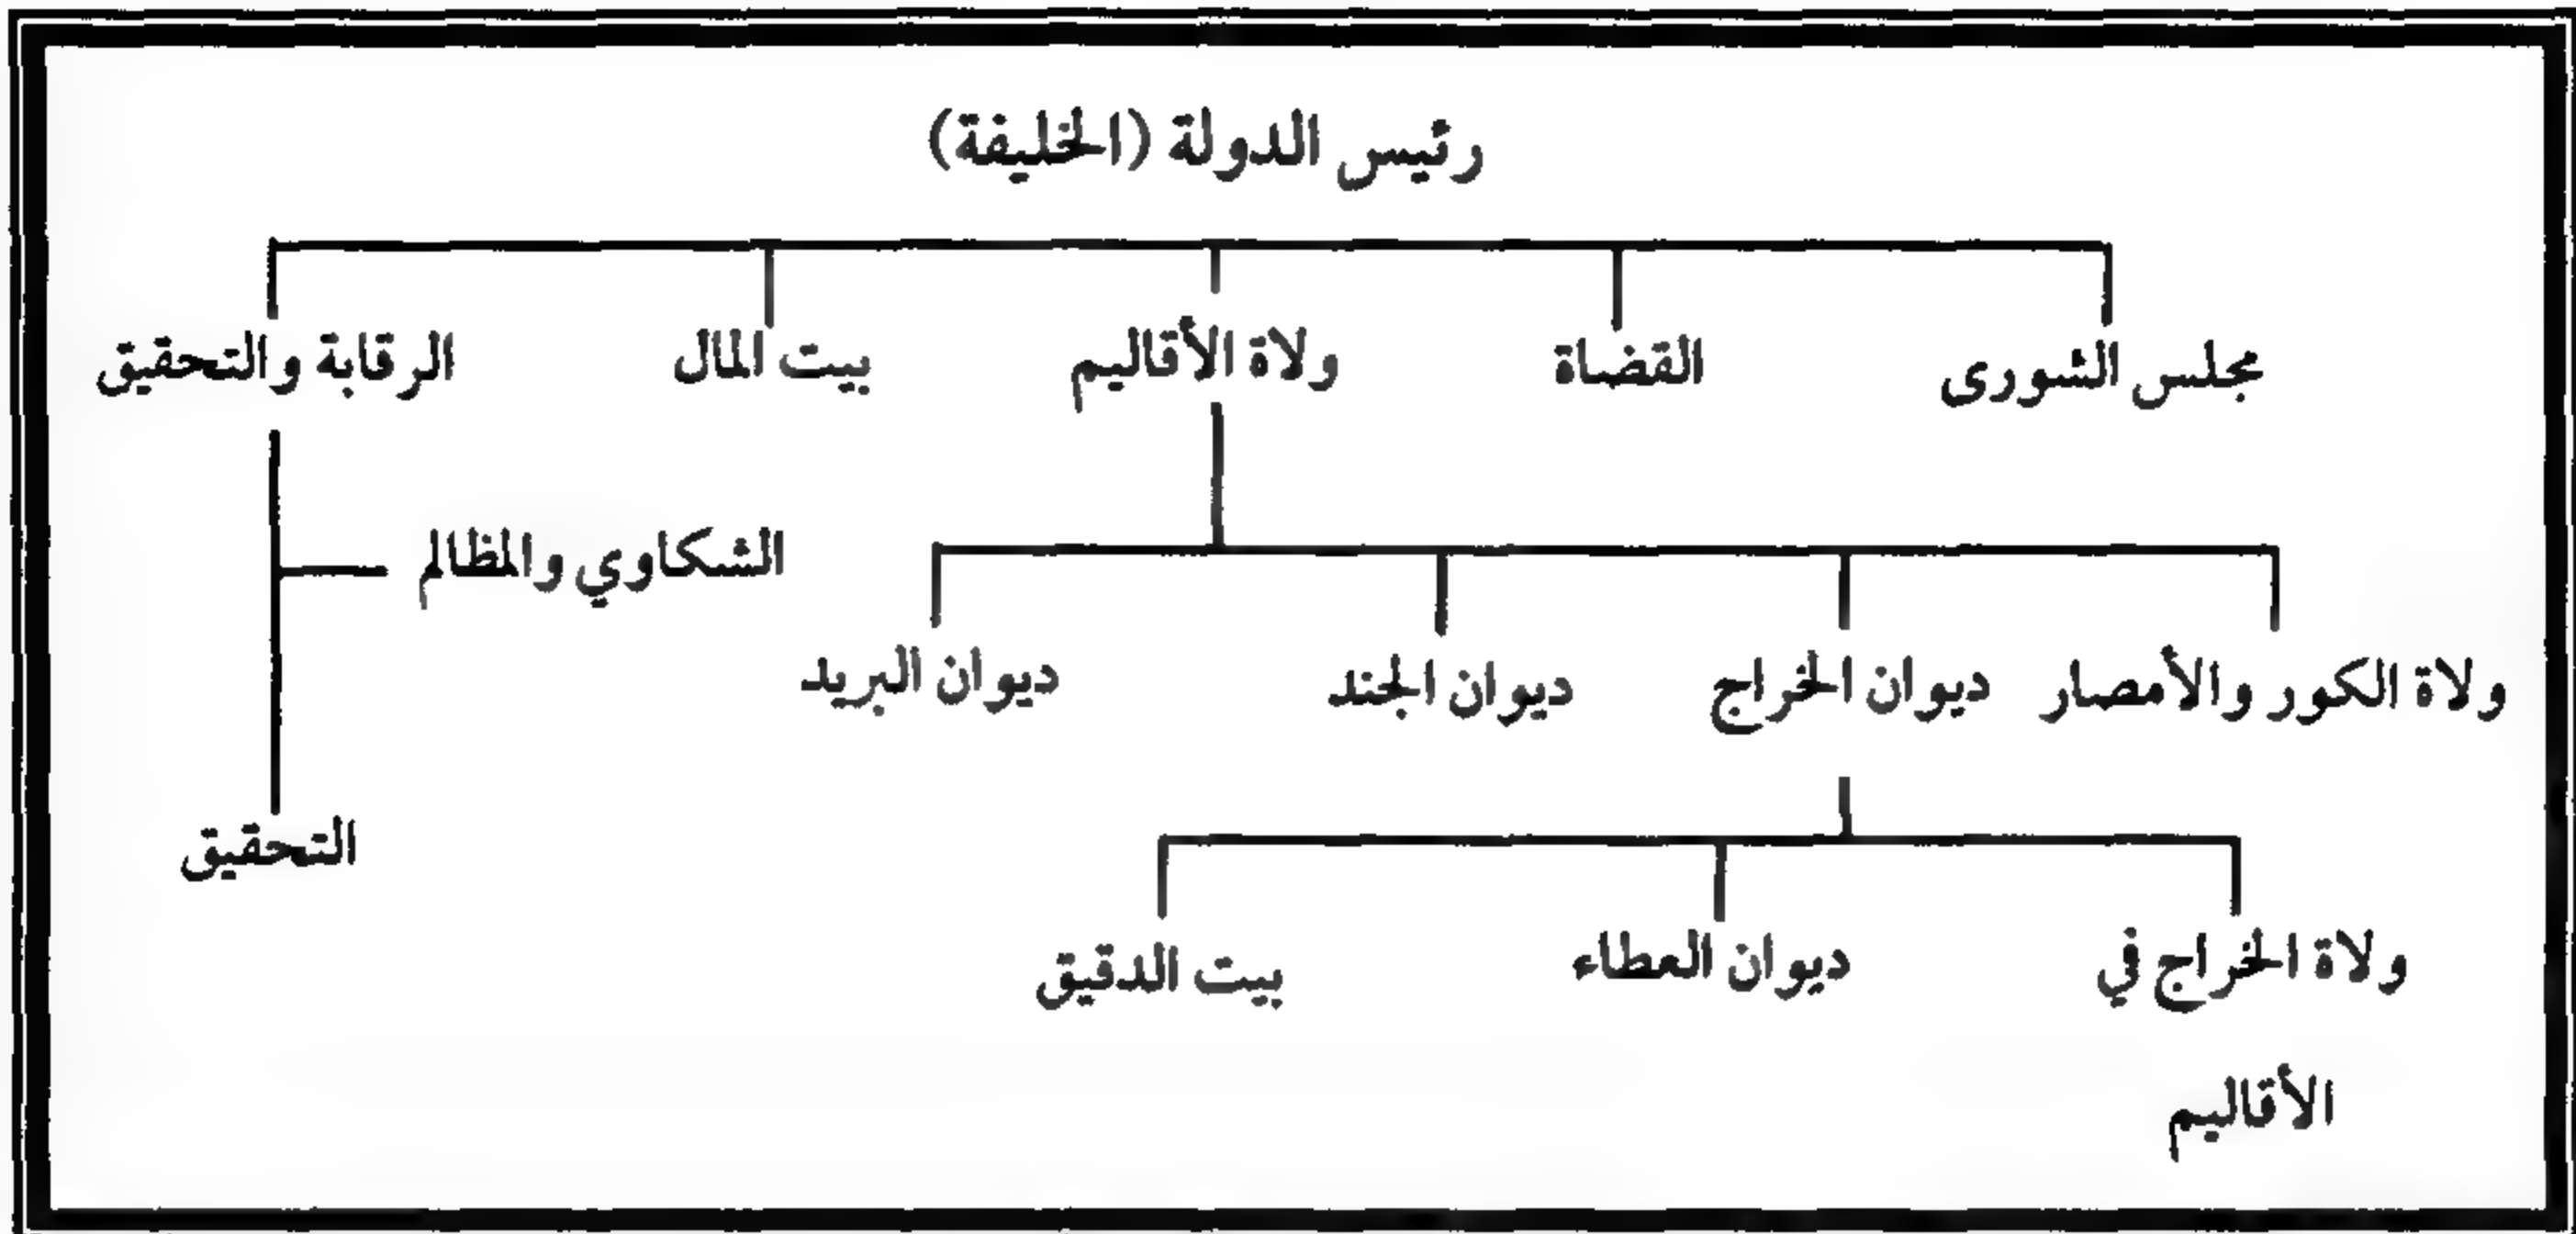 رئيس الدولة (الخليفة)
مجلس الشورى
القضاة
ولاة الأقاليم
بيت المال
الرقابة والتحقيق
الشكاوي والمظالم
ولاة الكور والأمصار
ديوان الخراج
ديوان الجند
ديوان البريد
التحقيق
ولاة الخراج في
الأقاليم
ديوان العطاء
بيت الدقيق